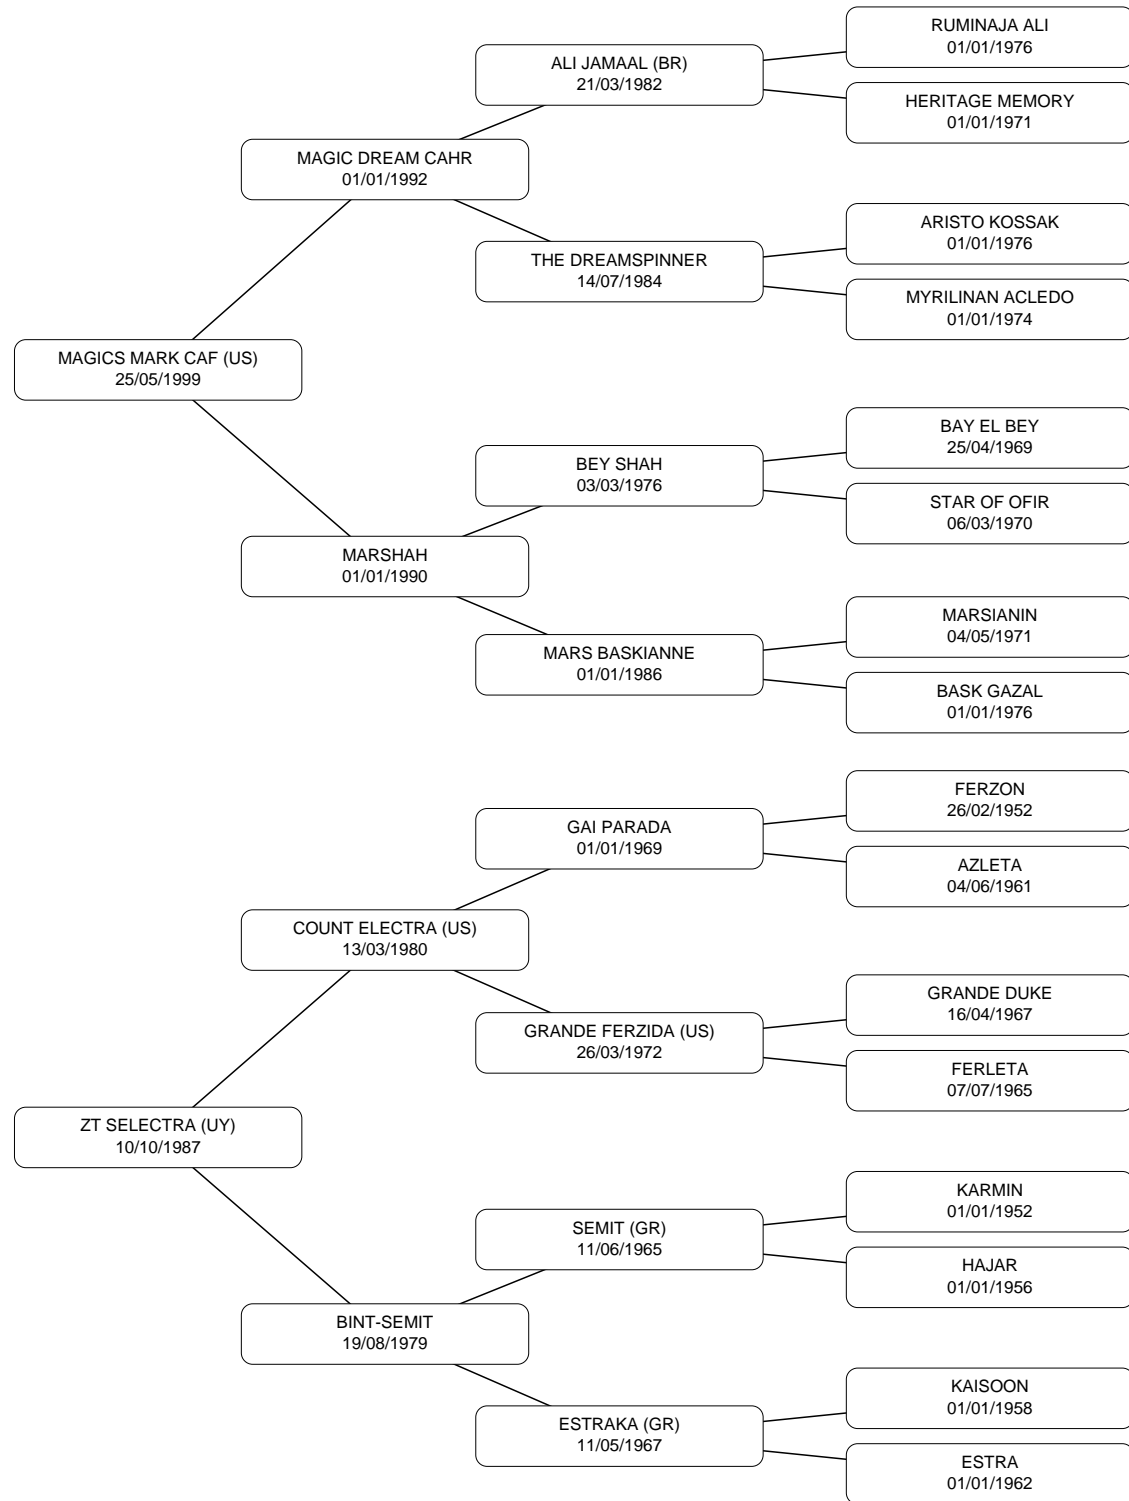 RUMINAJA ALI
01/01/1976
ALI JAMAAL (BR)
21/03/1982
HERITAGE MEMORY
01/01/1971
MAGIC DREAM CAHR
01/01/1992
ARISTO KOSSAK
01/01/1976
THE DREAMSPINNER
14/07/1984
MYRILINAN ACLEDO
01/01/1974
MAGICS MARK CAF (US)
25/05/1999
BAY EL BEY
25/04/1969
BEY SHAH
03/03/1976
STAR OF OFIR
06/03/1970
MARSHAH
01/01/1990
MARSIANIN
04/05/1971
MARS BASKIANNE
01/01/1986
BASK GAZAL
01/01/1976
FERZON
26/02/1952
GAI PARADA
01/01/1969
AZLETA
04/06/1961
COUNT ELECTRA (US)
13/03/1980
GRANDE DUKE
16/04/1967
GRANDE FERZIDA (US)
26/03/1972
FERLETA
07/07/1965
ZT SELECTRA (UY)
10/10/1987
KARMIN
01/01/1952
SEMIT (GR)
11/06/1965
HAJAR
01/01/1956
BINT-SEMIT
19/08/1979
KAISOON
01/01/1958
ESTRAKA (GR)
11/05/1967
ESTRA
01/01/1962